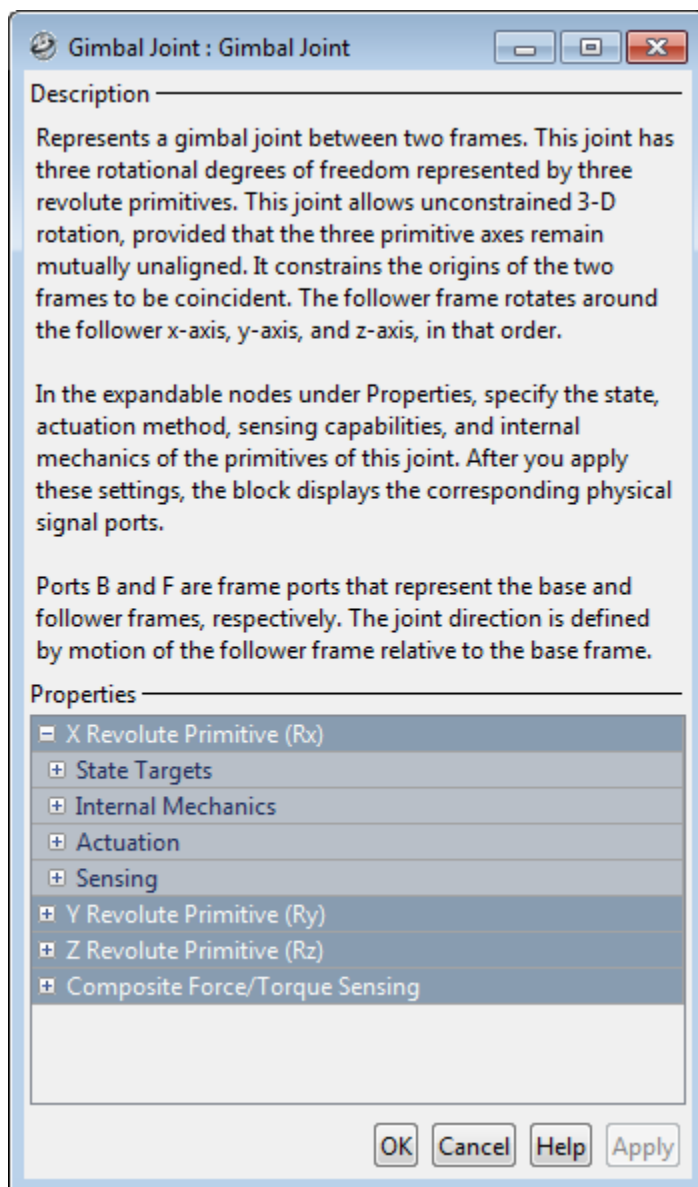 Gimbal Joint : Gimbal Joint
Description
Represents a gimbal joint between two frames. This joint has
three rotational degrees of freedom represented by three
revolute primitives. This joint allows unconstrained 3-D
rotation, provided that the three primitive axes remain
mutually unaligned. It constrains the origins of the two
frames to be coincident. The follower frame rotates around
the follower x-axis, y-axis, and z-axis, in that order.
In the expandable nodes under Properties, specify the state,
actuation method, sensing capabilities, and internal
mechanics of the primitives of this joint. After you apply
these settings, the block displays the corresponding physical
signal ports.
Ports B and F are frame ports that represent the base and
follower frames, respectively. The joint direction is defined
by motion of the follower frame relative to the base frame.
Properties
X Revolute Primitive (Rx)
State Targets
Internal Mechanics
Actuation
Sensing
Y Revolute Primitive (Ry)
Z Revolute Primitive (Rz)
Composite Force/Torque Sensing
OK Cancel Help Apply